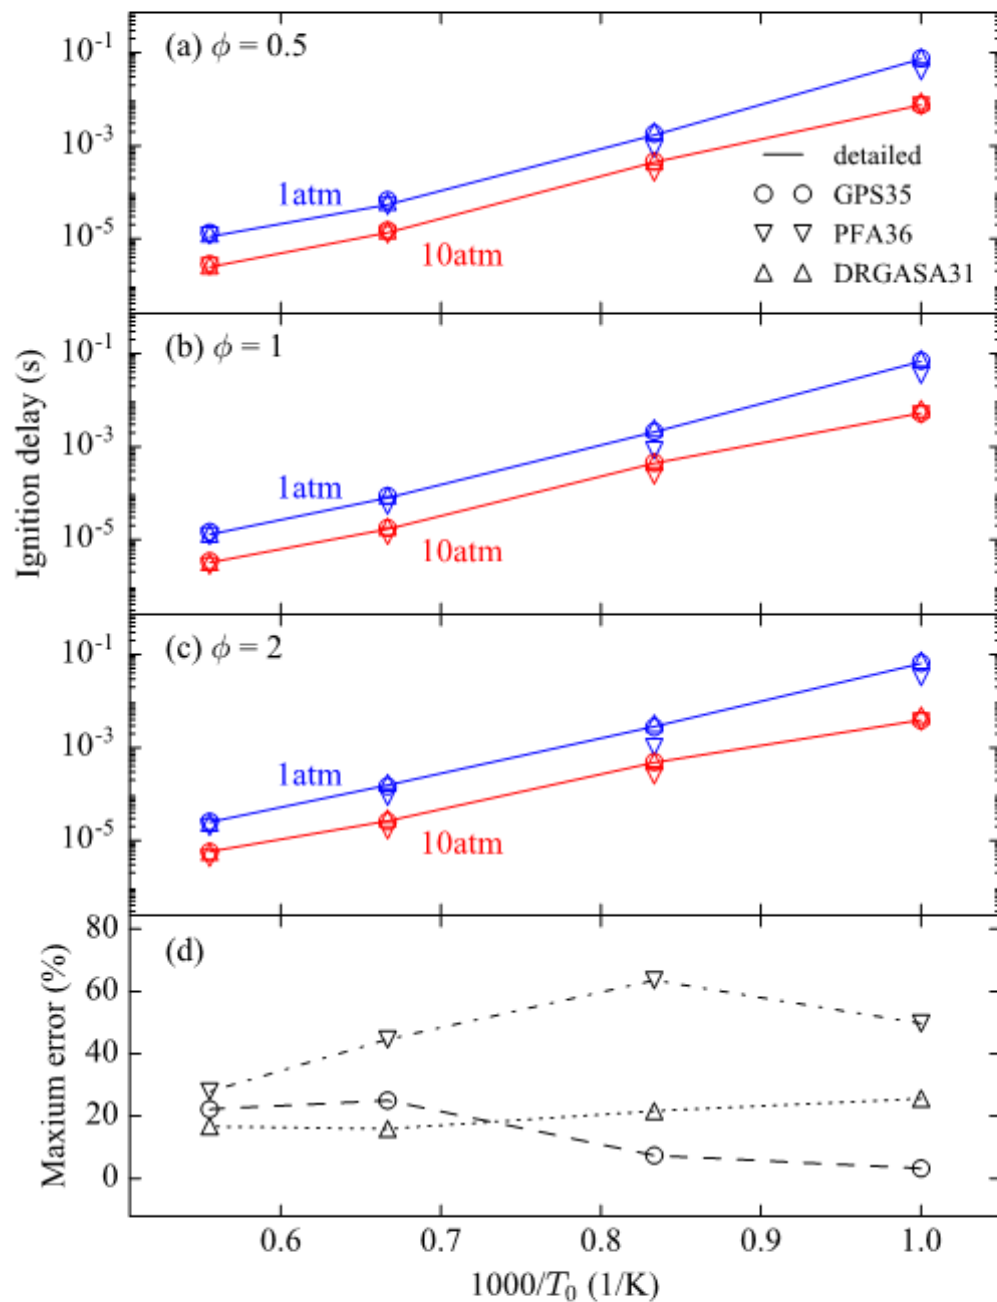 (a) ϕ = 0.5
10⁻¹
10⁻³
10⁻⁵
1atm
10atm
detailed
GPS35
PFA36
DRGASA31
(b) ϕ = 1
10⁻¹
10⁻³
10⁻⁵
1atm
10atm
Ignition delay (s)
(c) ϕ = 2
10⁻¹
10⁻³
10⁻⁵
1atm
10atm
(d)
80
60
40
20
0
Maxium error (%)
0.6 0.7 0.8 0.9 1.0
1000/T₀ (1/K)